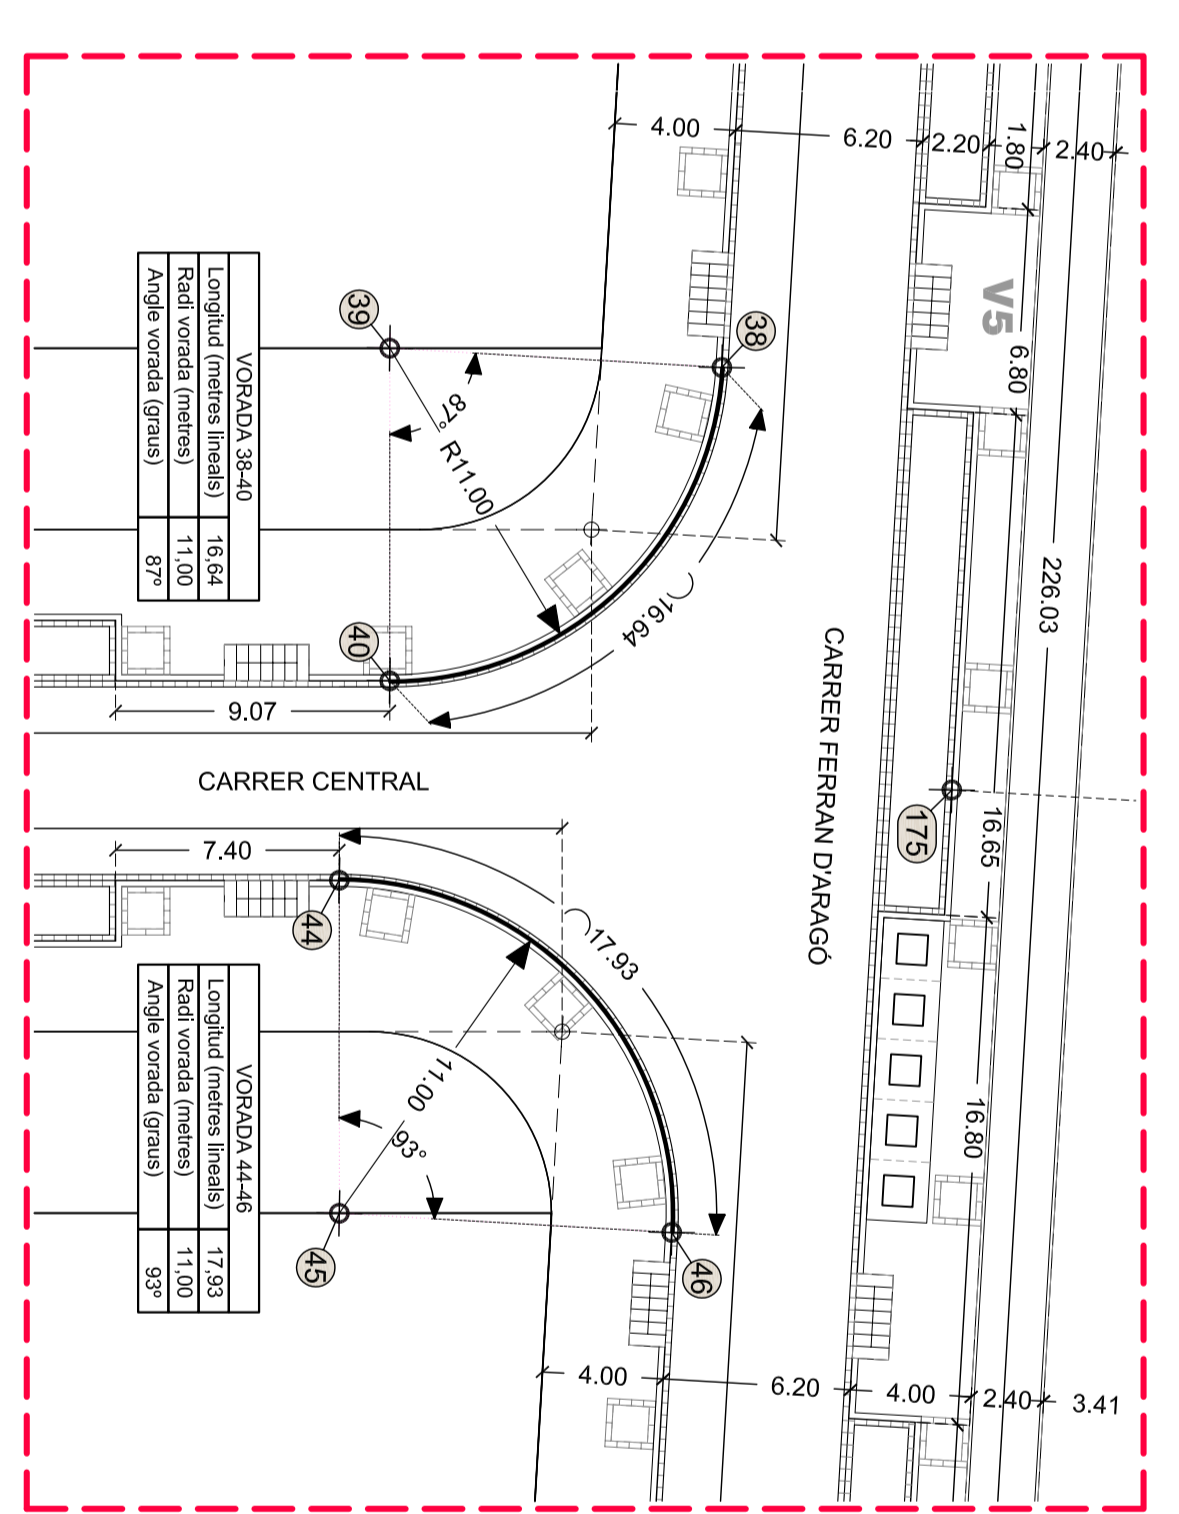 4.00
6.20
2.20
1.80
2.40
V5
6.80
39
38
87°
R11.00
VORADA 38-40
Longitud (metres lineals) 16,64
Radi vorada (metres) 11,00
Angle vorada (graus) 87º
226.03
16.64
40
9.07
CARRER FERRAN D'ARAGÓ
CARRER CENTRAL
175
16.65
7.40
44
17.93
11.00
93°
16.80
VORADA 44-46
Longitud (metres lineals) 17,93
Radi vorada (metres) 11,00
Angle vorada (graus) 93º
45
46
4.00
6.20
4.00
2.40
3.41